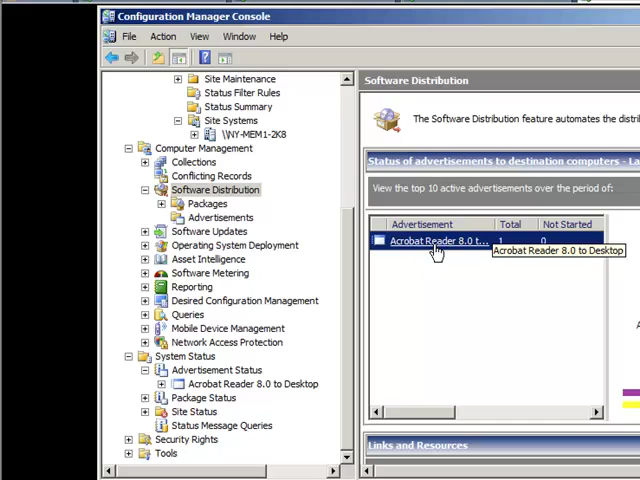 Configuration Manager Console
File Action View Window Help
Site Maintenance
Status Filter Rules
Status Summary
Site Systems
\\NY-MEM1-2K8
Computer Management
Collections
Conflicting Records
Software Distribution
Packages
Advertisements
Software Updates
Operating System Deployment
Asset Intelligence
Software Metering
Reporting
Desired Configuration Management
Queries
Mobile Device Management
Network Access Protection
System Status
Advertisement Status
Acrobat Reader 8.0 to Desktop
Package Status
Site Status
Status Message Queries
Security Rights
Tools
Software Distribution
The Software Distribution feature automates the distri
Status of advertisements to destination computers - La
View the top 10 active advertisements over the period of:
Advertisement Total Not Started
Acrobat Reader 8.0 t... 1 0
Acrobat Reader 8.0 to Desktop
A
Links and Resources